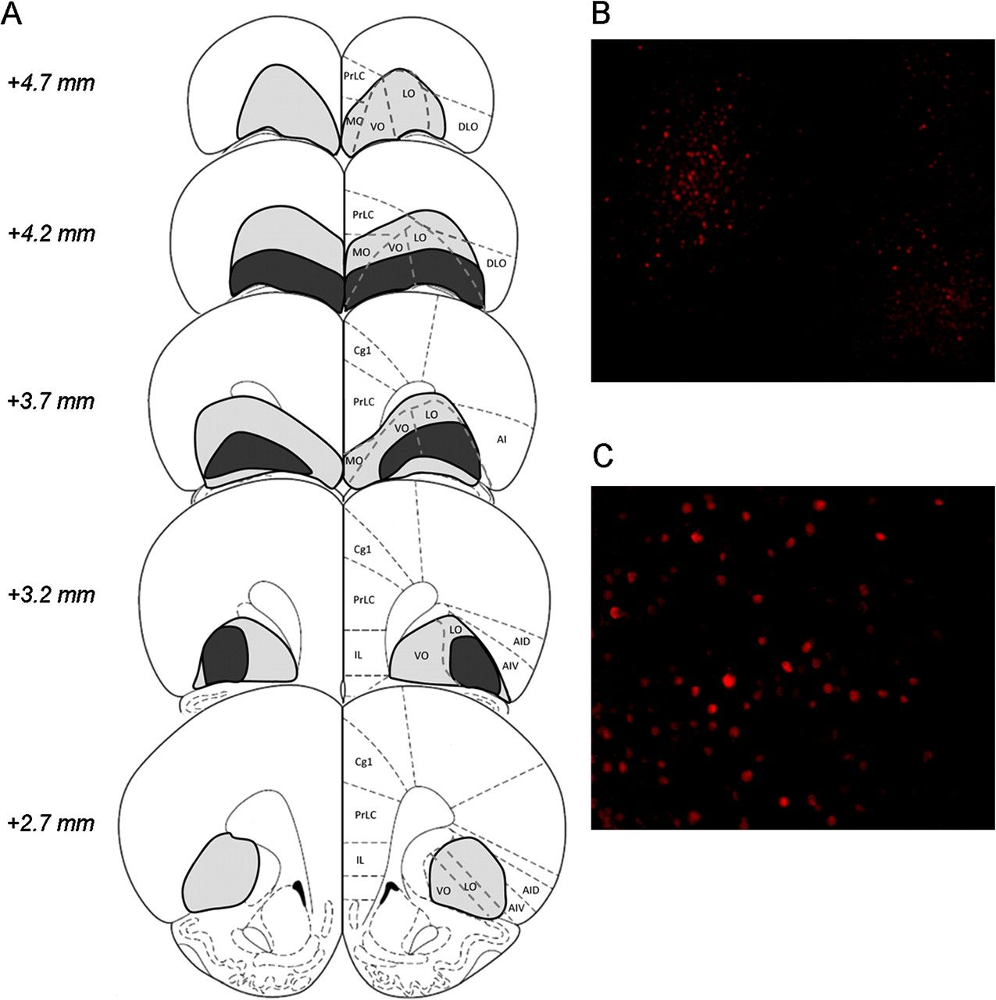 A
B
+4.7 mm
PrLC
LO
MO
VO
DLO
+4.2 mm
PrLC
LO
MO
VO
DLO
+3.7 mm
Cg1
PrLC
LO
VO
AI
MO
C
+3.2 mm
Cg1
PrLC
LO
IL
VO
AID
AIV
+2.7 mm
Cg1
PrLC
IL
VO
LO
AID
AIV